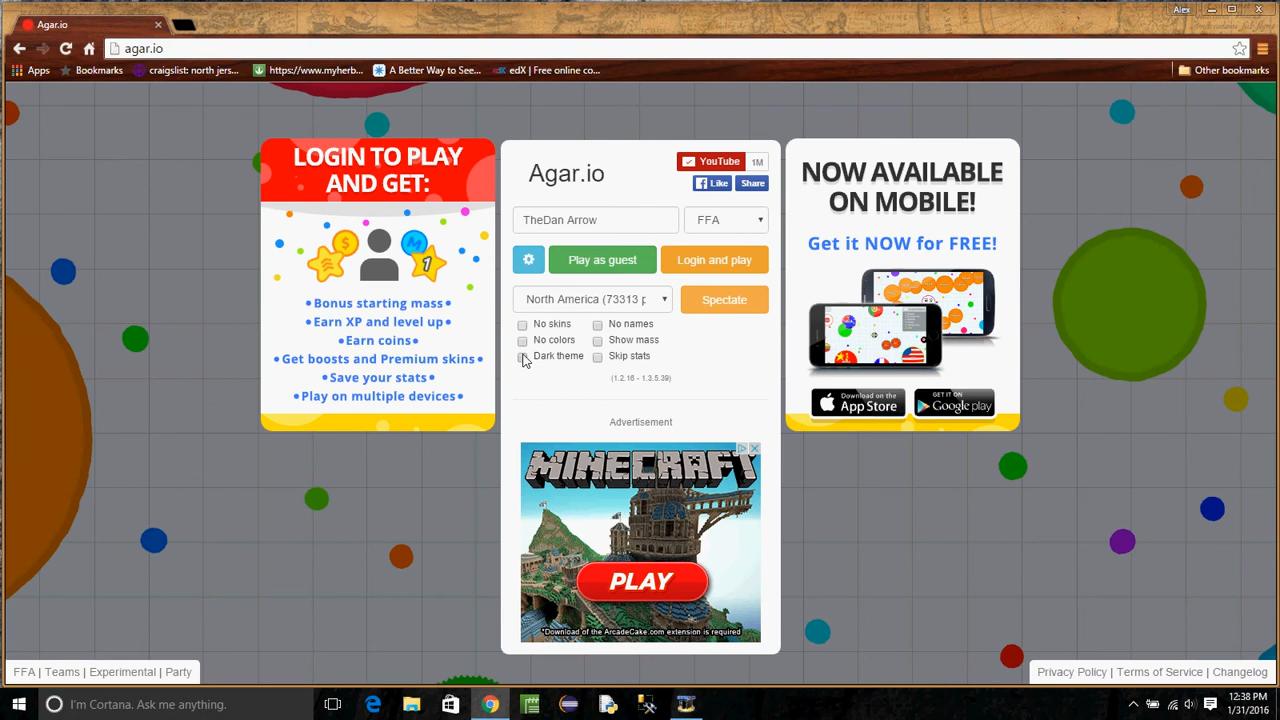 Agar.io
Alex
agar.io
Apps
Bookmarks
craigslist: north jers...
https://www.myherb...
A Better Way to See...
edX | Free online co...
Other bookmarks
LOGIN TO PLAY
AND GET:
M
$
1
•Bonus starting mass•
•Earn XP and level up•
•Earn coins•
•Get boosts and Premium skins•
•Save your stats•
•Play on multiple devices•
Agar.io
YouTube 1M
Like Share
TheDan Arrow
FFA
Play as guest
Login and play
North America (73313 p
Spectate
No skins No names
No colors Show mass
Dark theme Skip stats
(1.2.16 - 1.3.5.39)
Advertisement
MINECRAFT
PLAY
*Download of the ArcadeCake.com extension is required
NOW AVAILABLE
ON MOBILE!
Get it NOW for FREE!
Download on the
App Store
GET IT ON
Google play
FFA | Teams | Experimental | Party
Privacy Policy | Terms of Service | Changelog
I'm Cortana. Ask me anything.
12:38 PM
1/31/2016